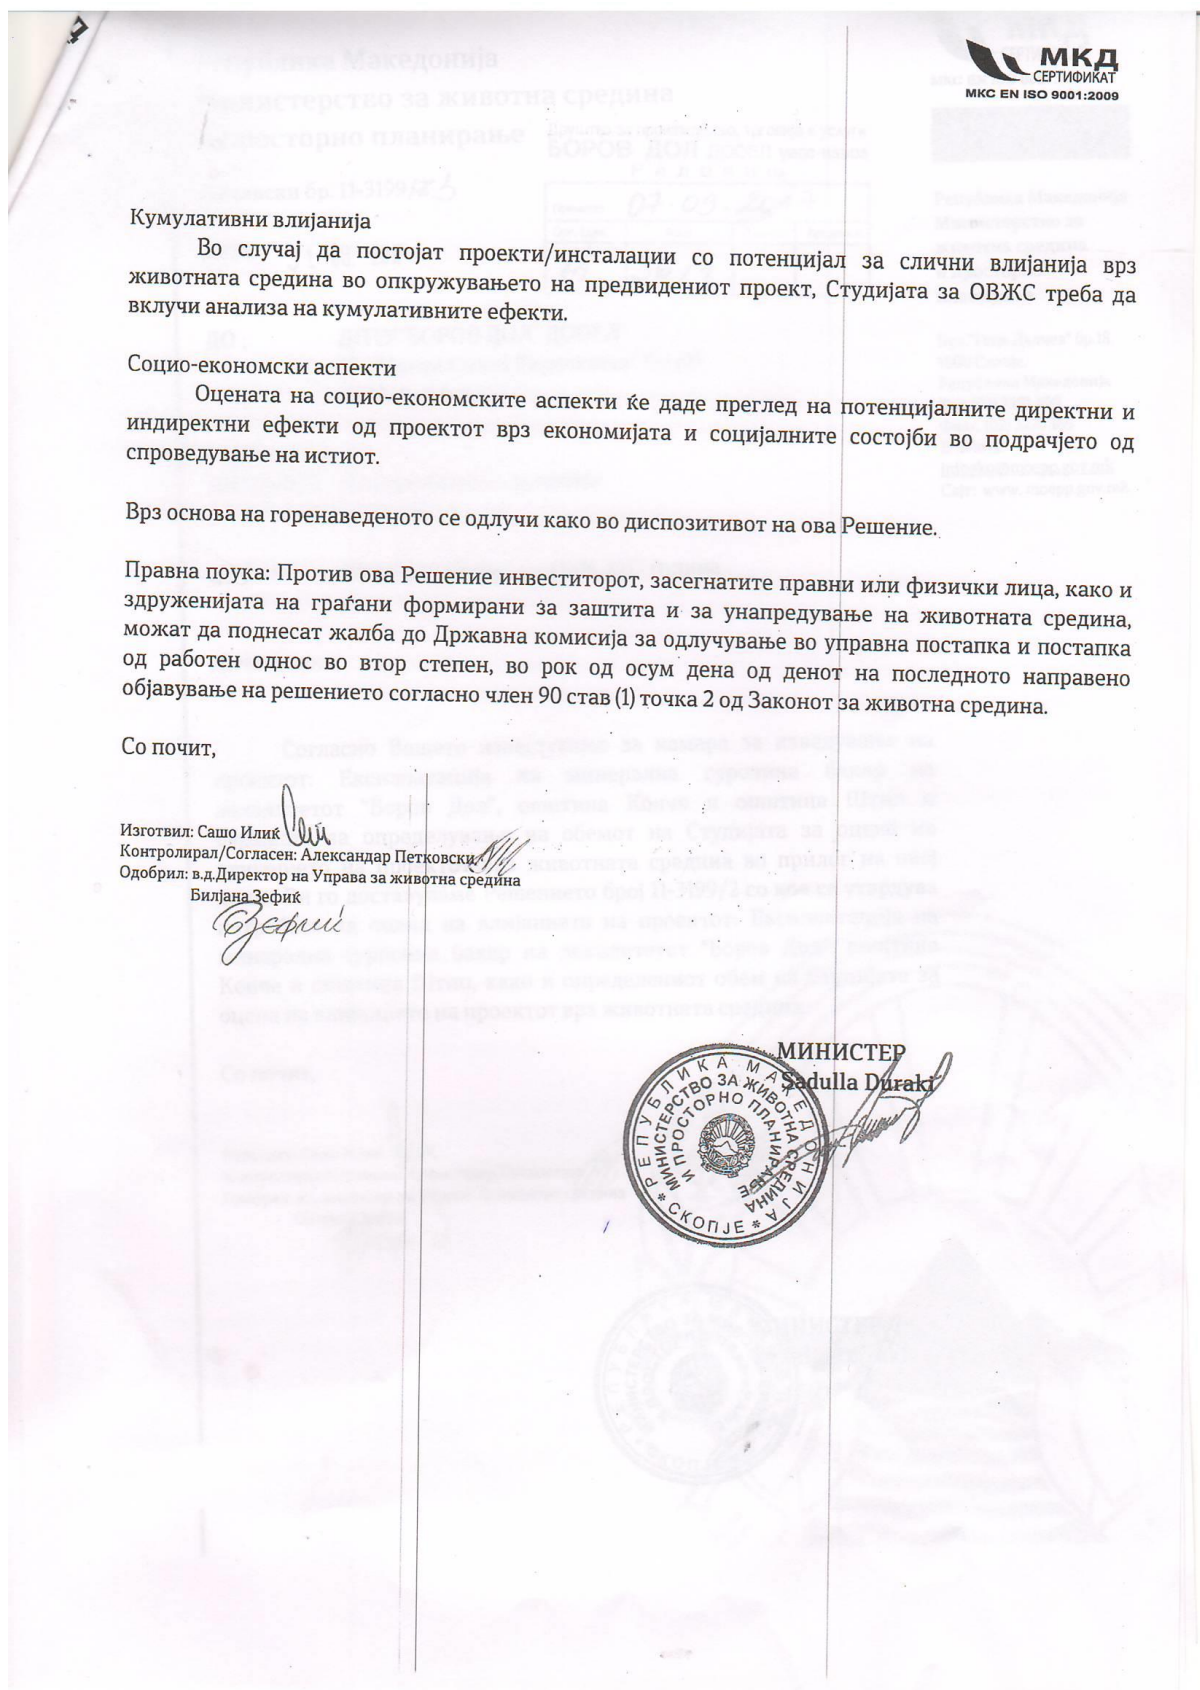 МКД
СЕРТИФИКАТ
МКС EN ISO 9001:2009
Кумулативни влијанија
Во случај да постојат проекти/инсталации со потенцијал за слични влијанија врз
животната средина во опкружувањето на предвидениот проект, Студијата за ОВЖС треба да
вклучи анализа на кумулативните ефекти.
Социо-економски аспекти
Оцената на социо-економските аспекти ќе даде преглед на потенцијалните директни и
индиректни ефекти од проектот врз економијата и социјалните состојби во подрачјето од
спроведување на истиот.
Врз основа на горенаведеното се одлучи како во диспозитивот на ова Решение.
Правна поука: Против ова Решение инвеститорот, засегнатите правни или физички лица, како и
здруженијата на граѓани формирани за заштита и за унапредување на животната средина,
можат да поднесат жалба до Државна комисија за одлучување во управна постапка и постапка
од работен однос во втор степен, во рок од осум дена од денот на последното направено
објавување на решението согласно член 90 став (1) точка 2 од Законот за животна средина.
Со почит,
Изготвил: Сашо Илиќ
Контролирал/Согласен: Александар Петковски
Одобрил: в.д.Директор на Управа за животна средина
Билјана Зефиќ
МИНИСТЕР
Sadulla Duraki
РЕПУБЛИКА МАКЕДОНИЈА
МИНИСТЕРСТВО ЗА ЖИВОТНА СРЕДИНА
И ПРОСТОРНО ПЛАНИРАЊЕ
* СКОПЈЕ *